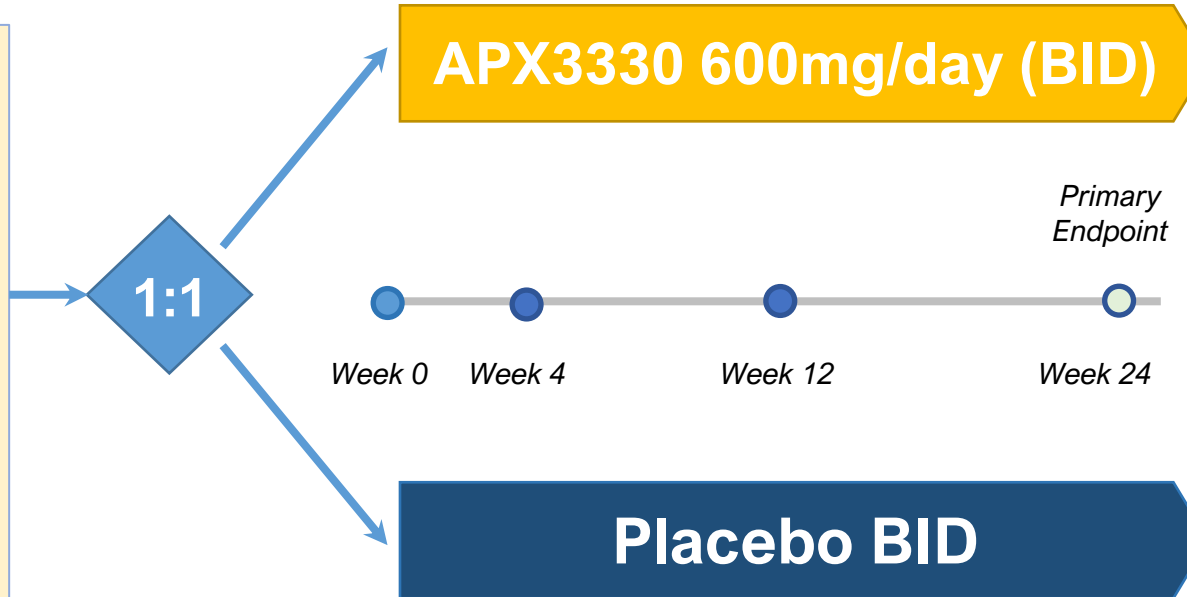 APX3330 600mg/day (BID)
Primary
Endpoint
1:1
Week 0
Week 4
Week 12
Week 24
Placebo BID